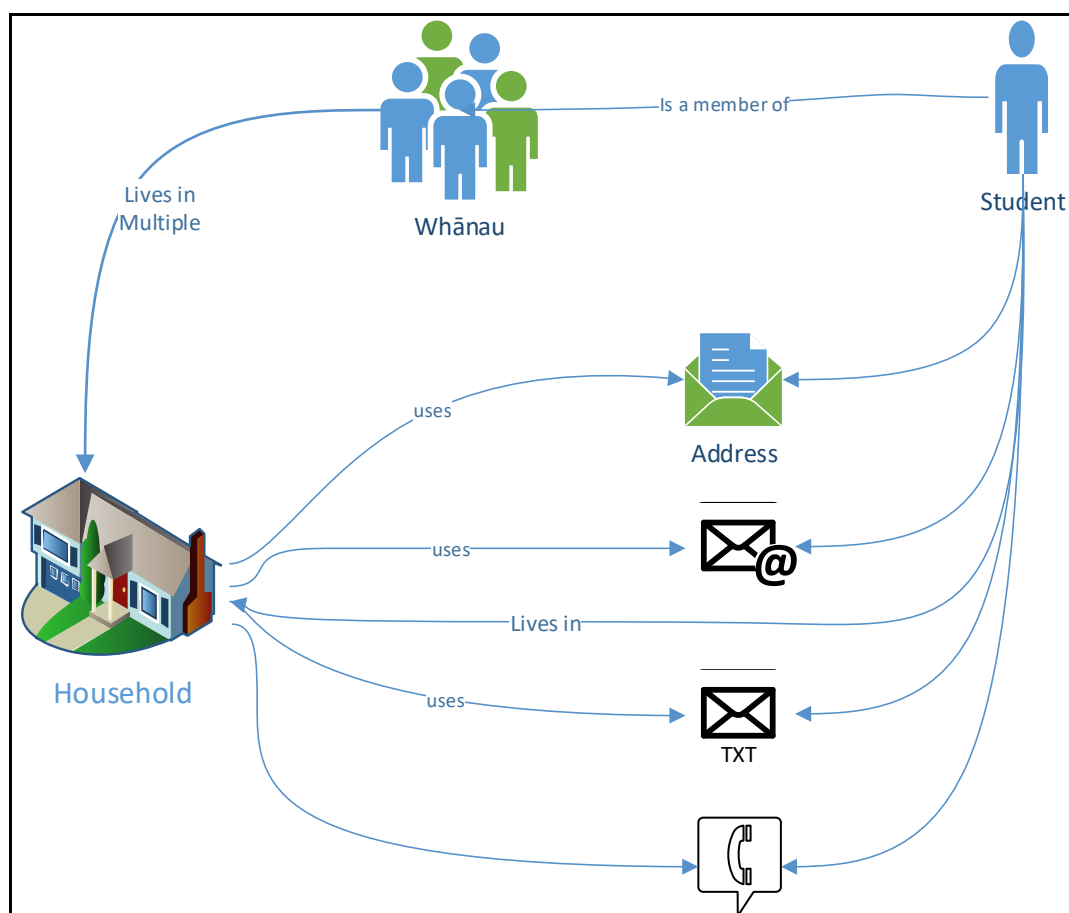 Is a member of
Lives in
Multiple
Whānau
Student
uses
Address
uses
@
Lives in
Household
uses
TXT